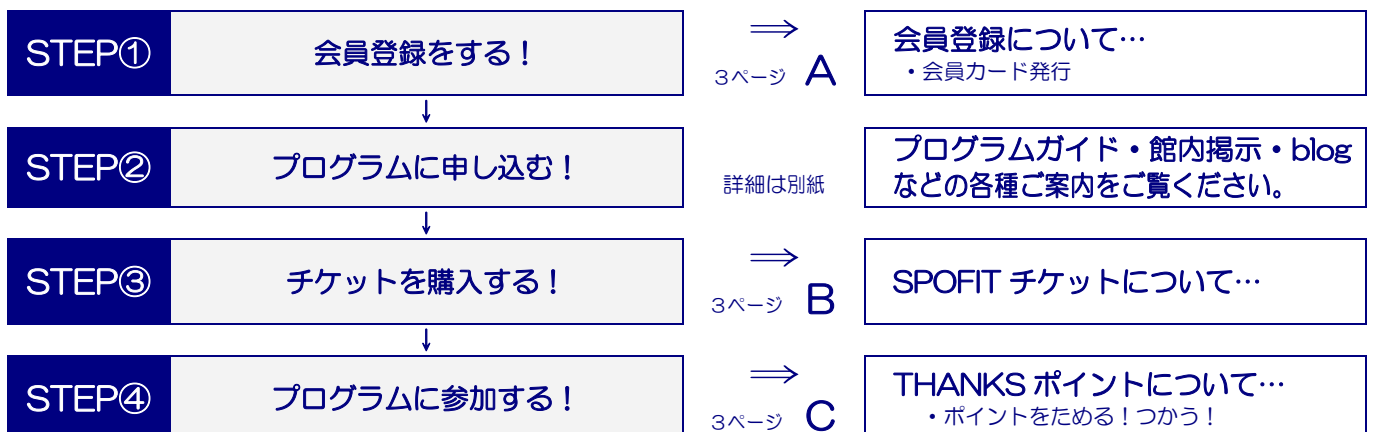 STEP① 会員登録をする！ ⇒ 会員登録について…
3ページ A ・会員カード発行
↓
STEP② プログラムに申し込む！ 詳細は別紙 プログラムガイド・館内掲示・blog
などの各種ご案内をご覧ください。
↓
STEP③ チケットを購入する！ ⇒ SPOFIT チケットについて…
3ページ B
↓
STEP④ プログラムに参加する！ ⇒ THANKS ポイントについて…
3ページ C ・ポイントをためる！つかう！